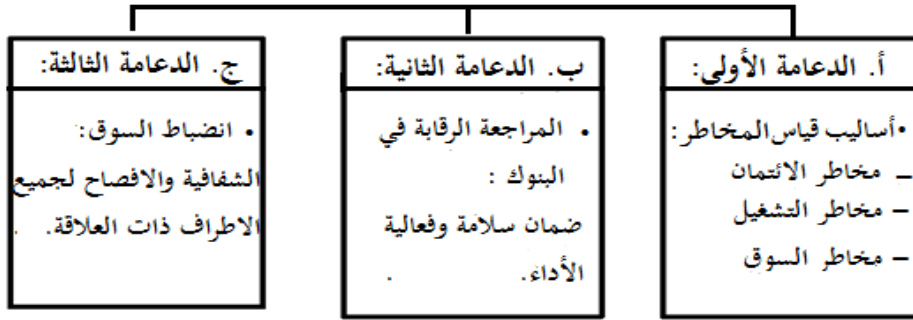 أ. الدعامة الأولى:
•أساليب قياس المخاطر:
– مخاطر الائتمان
– مخاطر التشغيل
– مخاطر السوق
ب. الدعامة الثانية:
• المراجعة الرقابة في
البنوك :
ضمان سلامة وفعالية
الأداء.
ج. الدعامة الثالثة:
• انضباط السوق:
الشفافية والافصاح لجميع
الاطراف ذات العلاقة.